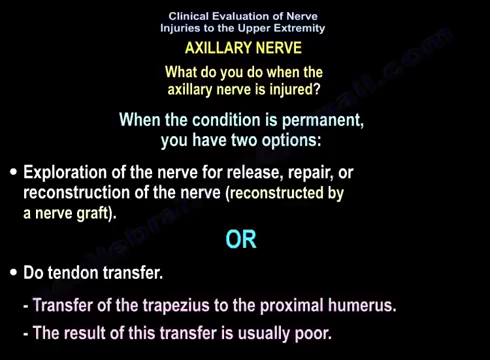 Clinical Evaluation of Nerve
Injuries to the Upper Extremity
AXILLARY NERVE
What do you do when the
axillary nerve is injured?
When the condition is permanent,
you have two options:
• Exploration of the nerve for release, repair, or
reconstruction of the nerve (reconstructed by
a nerve graft).
OR
• Do tendon transfer.
- Transfer of the trapezius to the proximal humerus.
- The result of this transfer is usually poor.